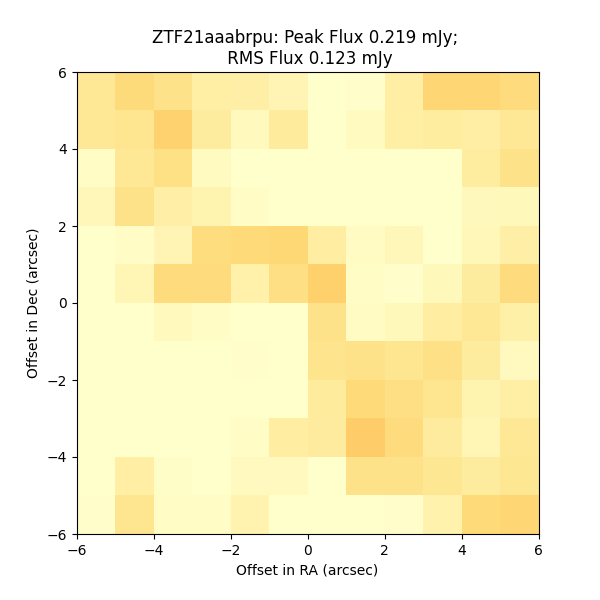 ZTF21aaabrpu: Peak Flux 0.219 mJy;
RMS Flux 0.123 mJy
6
4
2
0
−2
−4
−6
Offset in Dec (arcsec)
−6 −4 −2 0 2 4 6
Offset in RA (arcsec)